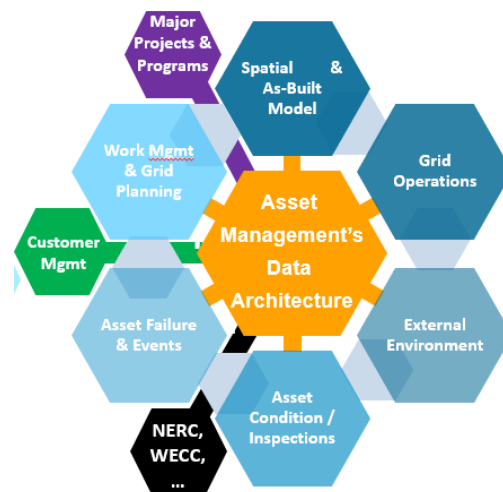 Major
Projects &
Programs
Spatial &
As-Built
Model
Work Mgmt
& Grid
Planning
Grid
Operations
Asset
Management's
Data
Architecture
Customer
Mgmt
Asset Failure
& Events
External
Environment
Asset
Condition /
Inspections
NERC,
WECC,
...